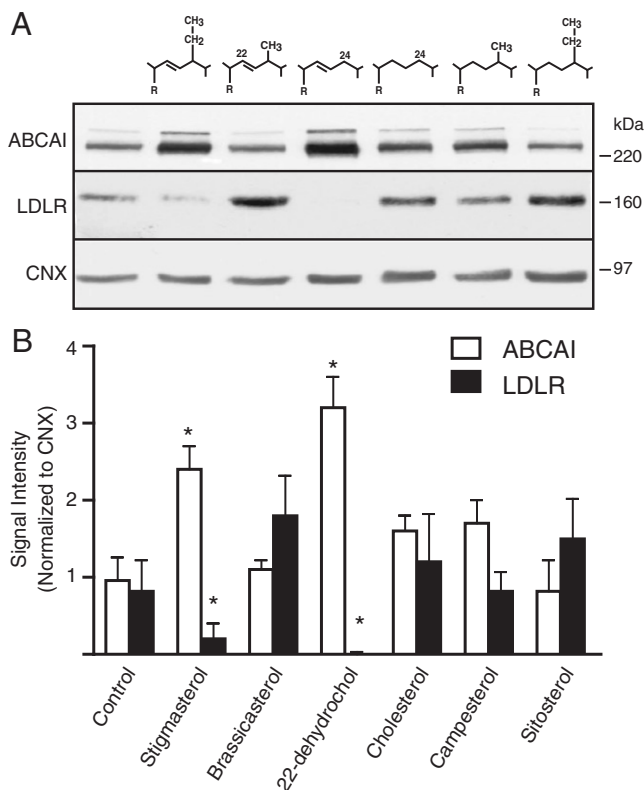 A
CH3
CH2
R
22
CH3
R
24
R
24
R
CH3
R
CH3
CH2
R
ABCAI
LDLR
CNX
kDa
220
160
97
B
Signal Intensity
(Normalized to CNX)
4
3
2
1
ABCAI
LDLR
*
*
*
*
Control
Stigmasterol
Brassicasterol
22-dehydrochol
Cholesterol
Campesterol
Sitosterol